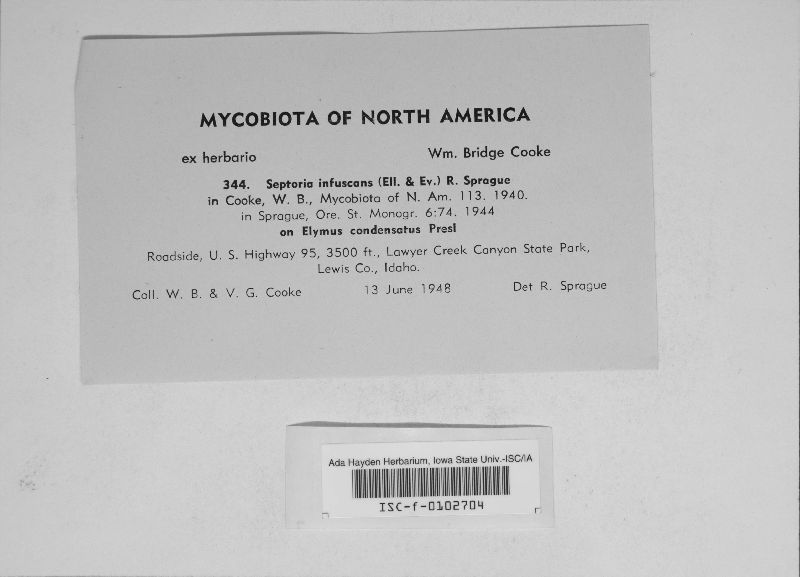 MYCOBIOTA OF NORTH AMERICA
ex herbario Wm. Bridge Cooke
344. Septoria infuscans (Ell. & Ev.) R. Sprague
in Cooke, W. B., Mycobiota of N. Am. 113. 1940.
in Sprague, Ore. St. Monogr. 6:74. 1944
on Elymus condensatus Presl
Roadside, U. S. Highway 95, 3500 ft., Lawyer Creek Canyon State Park,
Lewis Co., Idaho.
Coll. W. B. & V. G. Cooke 13 June 1948 Det R. Sprague
Ada Hayden Herbarium, Iowa State Univ.-ISC/IA
ISC-f-0102704